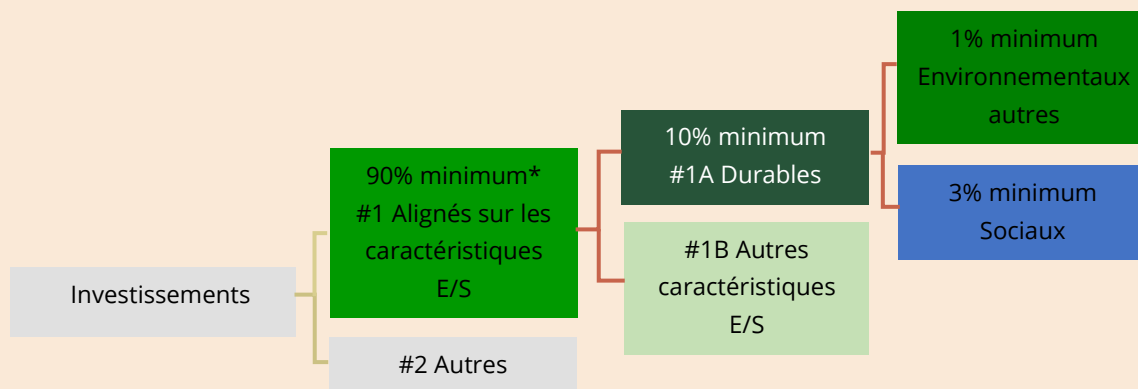 Investissements
90% minimum*
#1 Alignés sur les
caractéristiques
E/S
#2 Autres
10% minimum
#1A Durables
#1B Autres
caractéristiques
E/S
1% minimum
Environnementaux
autres
3% minimum
Sociaux